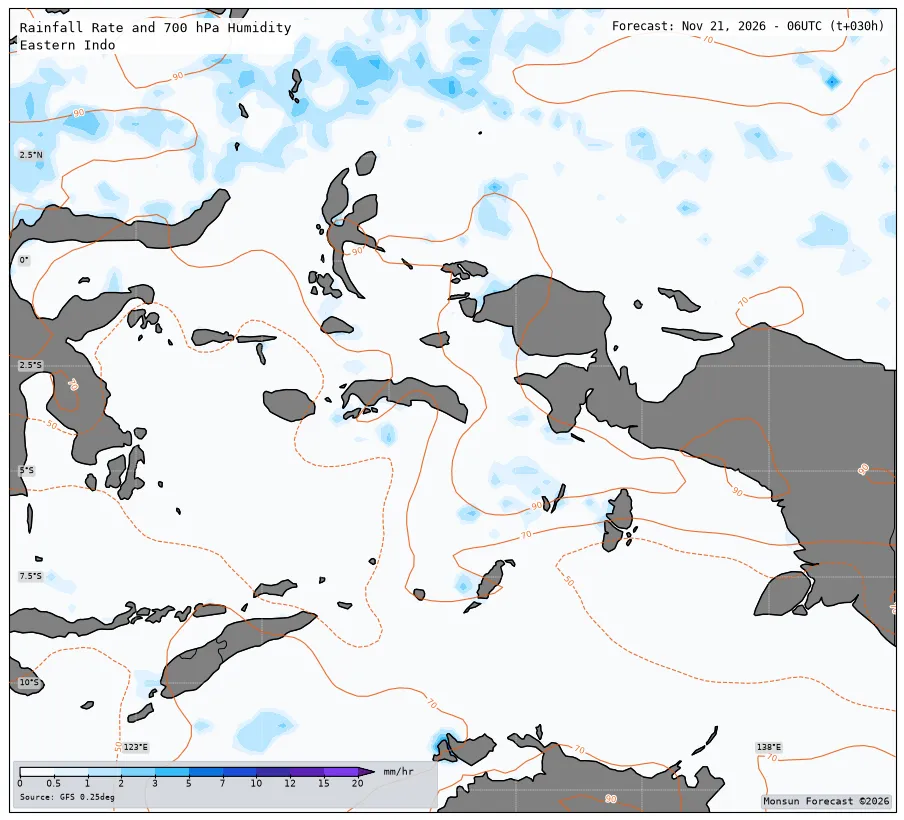 Rainfall Rate and 700 hPa Humidity
Eastern Indo
Forecast: Nov 21, 2026 - 06UTC (t+030h)
70
90
90
2.5°N
90
0°
70
2.5°S
70
50
5°S
90
90
90
70
7.5°S
50
10°S
70
50
123°E
70
138°E
70
0 0.5 1 2 3 5 7 10 12 15 20 mm/hr
Source: GFS 0.25deg
90
Monsun Forecast ©2026